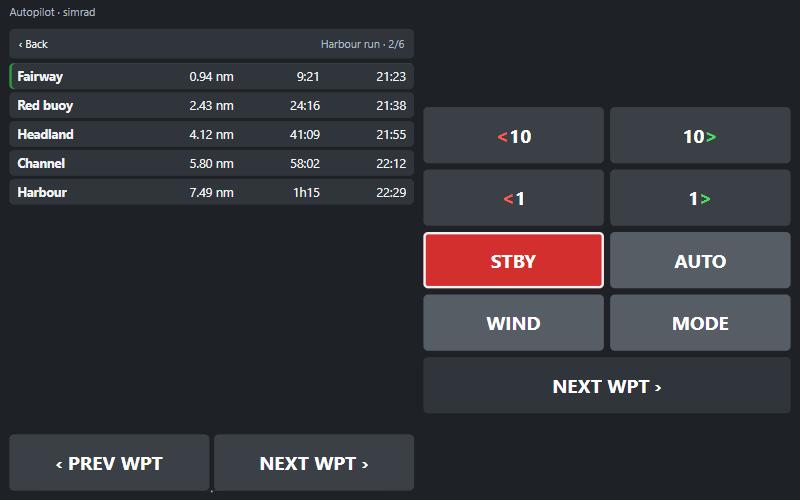 Autopilot · simrad
‹ Back Harbour run · 2/6
Fairway 0.94 nm 9:21 21:23
Red buoy 2.43 nm 24:16 21:38
Headland 4.12 nm 41:09 21:55
Channel 5.80 nm 58:02 22:12
Harbour 7.49 nm 1h15 22:29
<10 10>
<1 1>
STBY AUTO
WIND MODE
NEXT WPT ›
‹ PREV WPT NEXT WPT ›